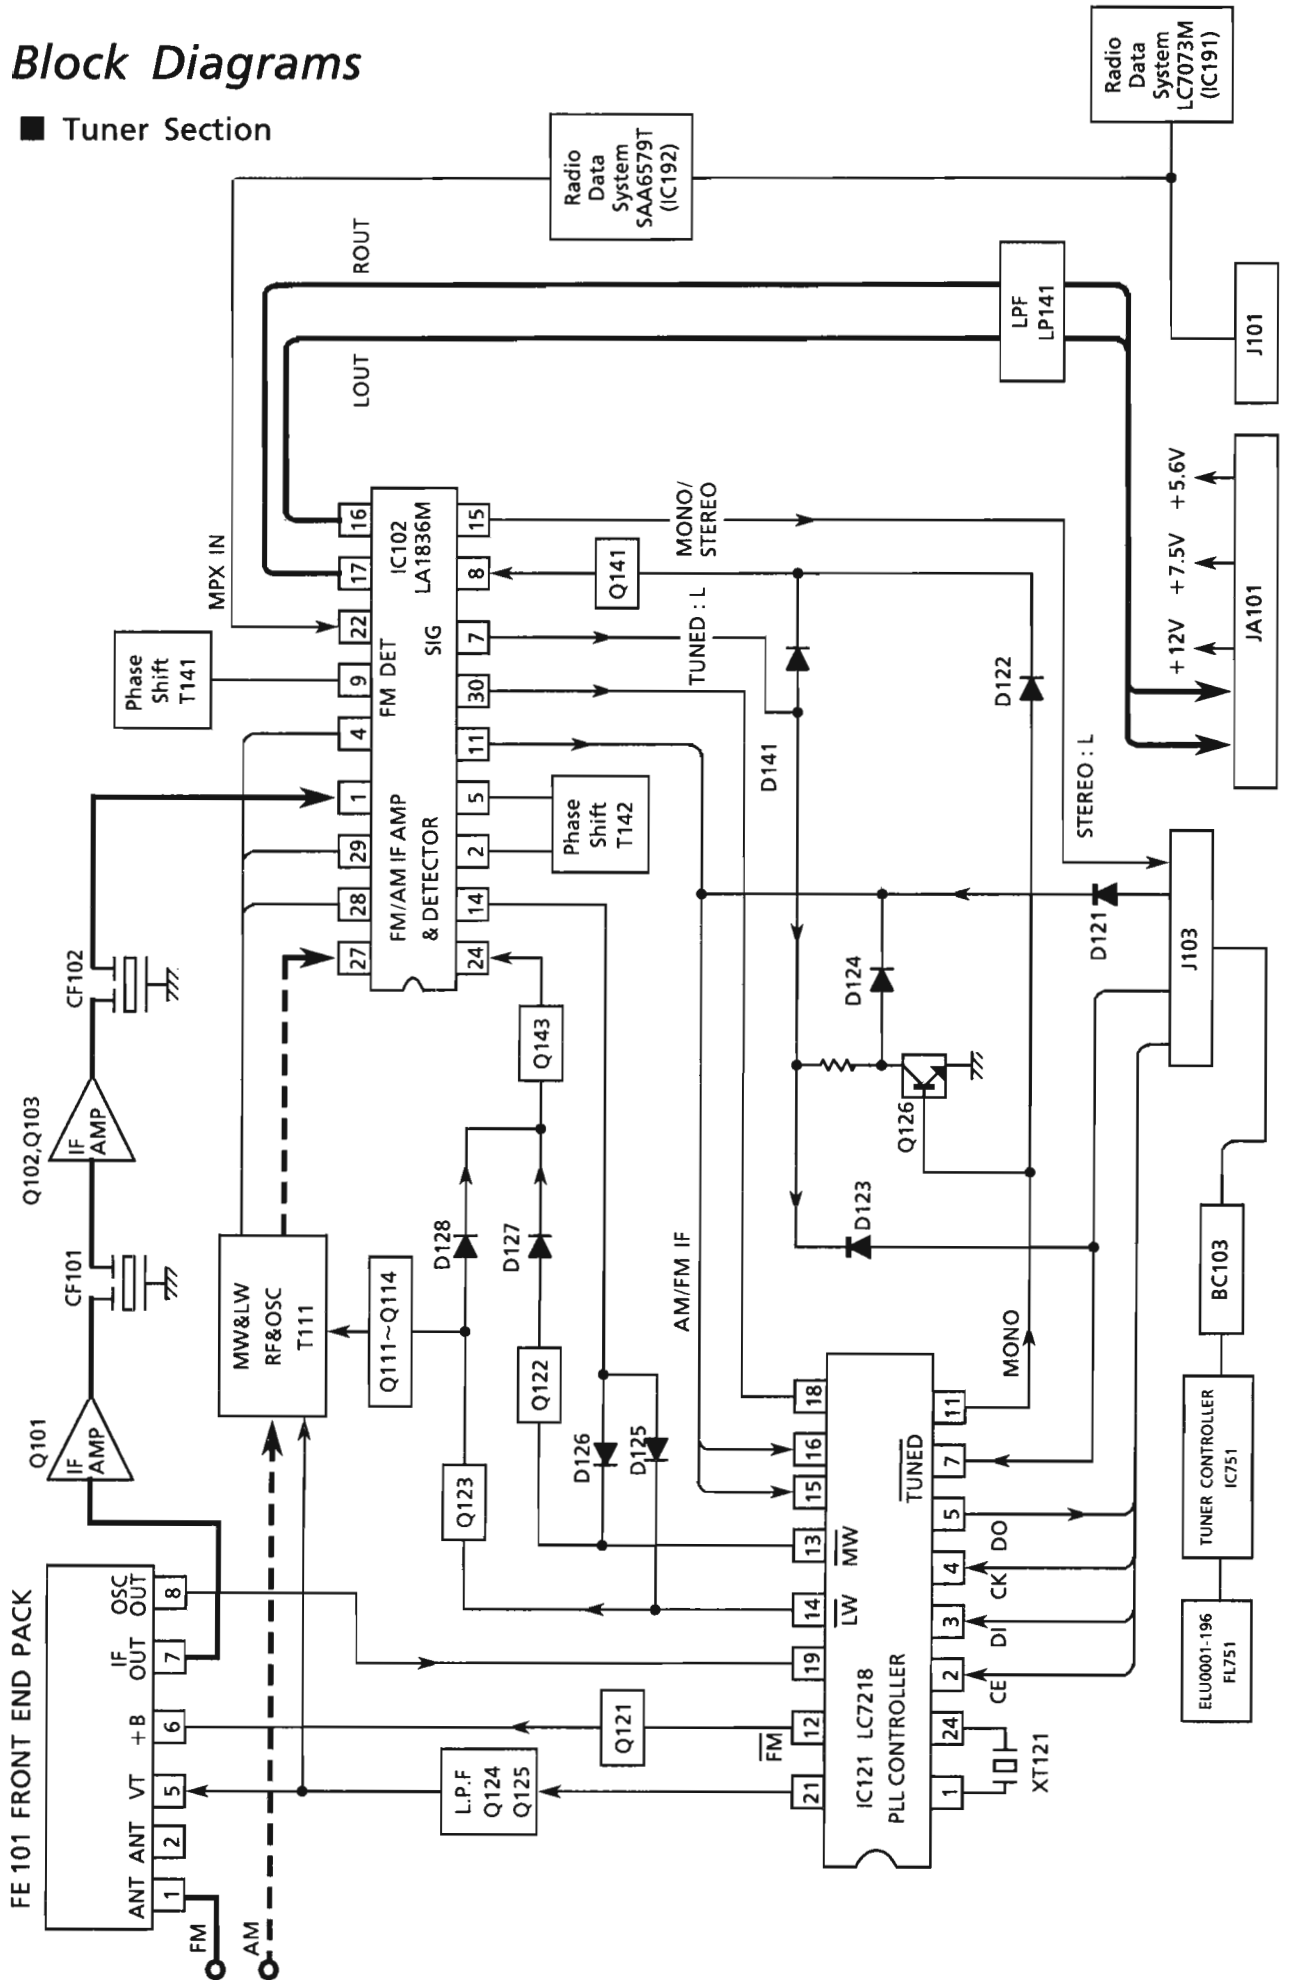 Block Diagrams
■ Tuner Section
Radio
Data
System
LC7073M
(IC191)
Radio
Data
System
SAA6579T
(IC192)
ROUT
LOUT
LPF
LP141
J101
MPX IN
16
17
22
9
4
1
29
28
27
IC102
LA1836M
FM DET
SIG
FM/AM IF AMP
& DETECTOR
15
8
7
30
11
5
2
14
24
Phase
Shift
T141
Phase
Shift
T142
MONO/
STEREO
Q141
TUNED : L
D141
D122
STEREO : L
+12V
+7.5V
+5.6V
JA101
CF102
Q102,Q103
IF
AMP
CF101
Q101
IF
AMP
MW&LW
RF&OSC
T111
Q111~Q114
D128
D127
Q143
Q122
Q123
D126
D125
AM/FM IF
D124
Q126
D123
D121
J103
BC103
TUNER CONTROLLER
IC751
ELU0001-196
FL751
MONO
FE101 FRONT END PACK
ANT
1
ANT
2
VT
5
+B
6
IF
OUT
7
OSC
OUT
8
FM
AM
L.P.F
Q124
Q125
Q121
FM
21
12
19
14
13
15
16
18
LW
MW
TUNED
IC121 LC7218
PLL CONTROLLER
1
24
2
3
4
5
7
11
CE
DI
CK
DO
XT121